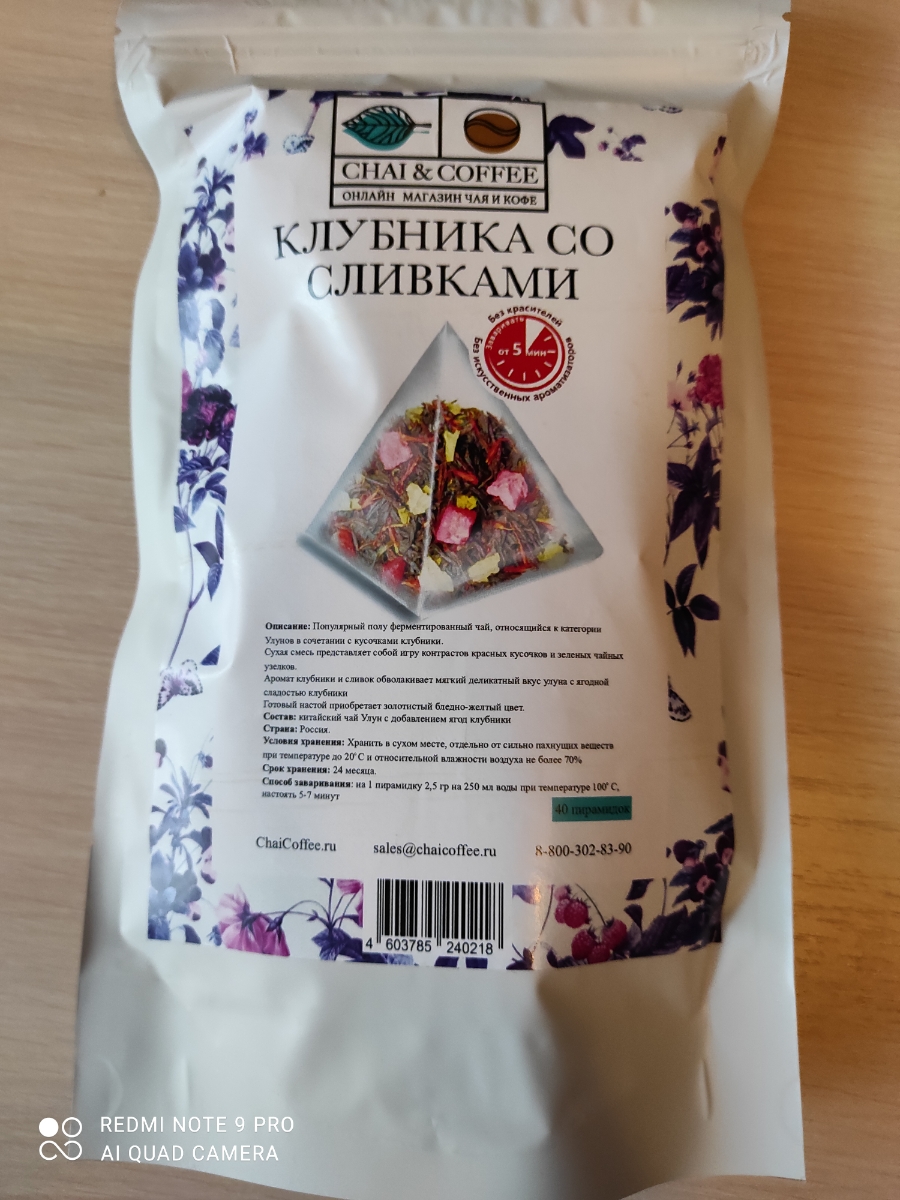 CHAI & COFFEE
ОНЛАЙН МАГАЗИН ЧАЯ И КОФЕ
КЛУБНИКА СО
СЛИВКАМИ
Без красителей
Заваривать
от 5 мин
Без искусственных ароматизаторов
Описание: Популярный полу ферментированный чай, относящийся к категории
Улунов в сочетании с кусочками клубники.
Сухая смесь представляет собой игру контрастов красных кусочков и зеленых чайных
узелков.
Аромат клубники и сливок обволакивает мягкий деликатный вкус улуна с ягодной
сладостью клубники
Готовый настой приобретает золотистый бледно-желтый цвет.
Состав: китайский чай Улун с добавлением ягод клубники
Страна: Россия.
Условия хранения: Хранить в сухом месте, отдельно от сильно пахнущих веществ
при температуре до 20°С и относительной влажности воздуха не более 70%
Срок хранения: 24 месяца.
Способ заваривания: на 1 пирамидку 2,5 гр на 250 мл воды при температуре 100°С,
настоять 5-7 минут
40 пирамидок
ChaiCoffee.ru sales@chaicoffee.ru 8-800-302-83-90
4 603785 240218
REDMI NOTE 9 PRO
AI QUAD CAMERA